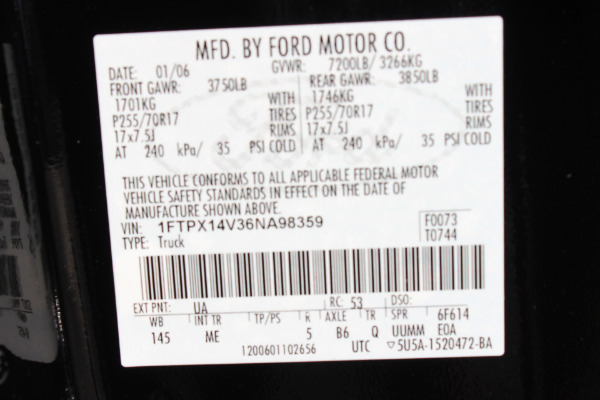 MFD. BY FORD MOTOR CO.
DATE: 01/06 GVWR: 7200LB/ 3266KG
FRONT GAWR: 3750LB REAR GAWR: 3850LB
1701KG WITH 1746KG WITH
P255/70R17 TIRES P255/70R17 TIRES
17x7.5J RIMS 17x7.5J RIMS
AT 240 kPa/ 35 PSI COLD AT 240 kPa/ 35 PSI COLD
THIS VEHICLE CONFORMS TO ALL APPLICABLE FEDERAL MOTOR
VEHICLE SAFETY STANDARDS IN EFFECT ON THE DATE OF
MANUFACTURE SHOWN ABOVE.
VIN: 1FTPX14V36NA98359 F0073
TYPE: Truck T0744
EXT PNT: UA RC: 53 DSO:
WB INT TR TP/PS R AXLE TR SPR 6F614
145 ME 5 B6 Q UUMM EOA
1200601102656 UTC ▽5U5A-1520472-BA